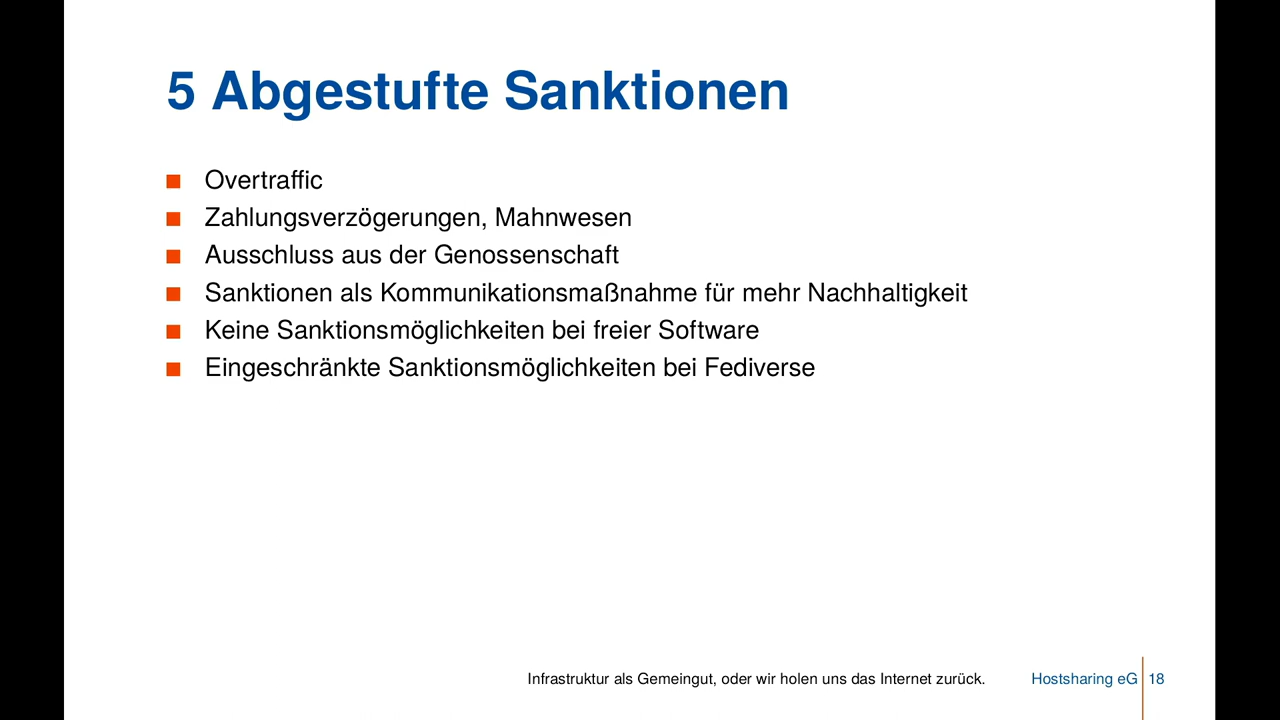 5 Abgestufte Sanktionen
Overtraffic
Zahlungsverzögerungen, Mahnwesen
Ausschluss aus der Genossenschaft
Sanktionen als Kommunikationsmaßnahme für mehr Nachhaltigkeit
Keine Sanktionsmöglichkeiten bei freier Software
Eingeschränkte Sanktionsmöglichkeiten bei Fediverse
Infrastruktur als Gemeingut, oder wir holen uns das Internet zurück. Hostsharing eG 18